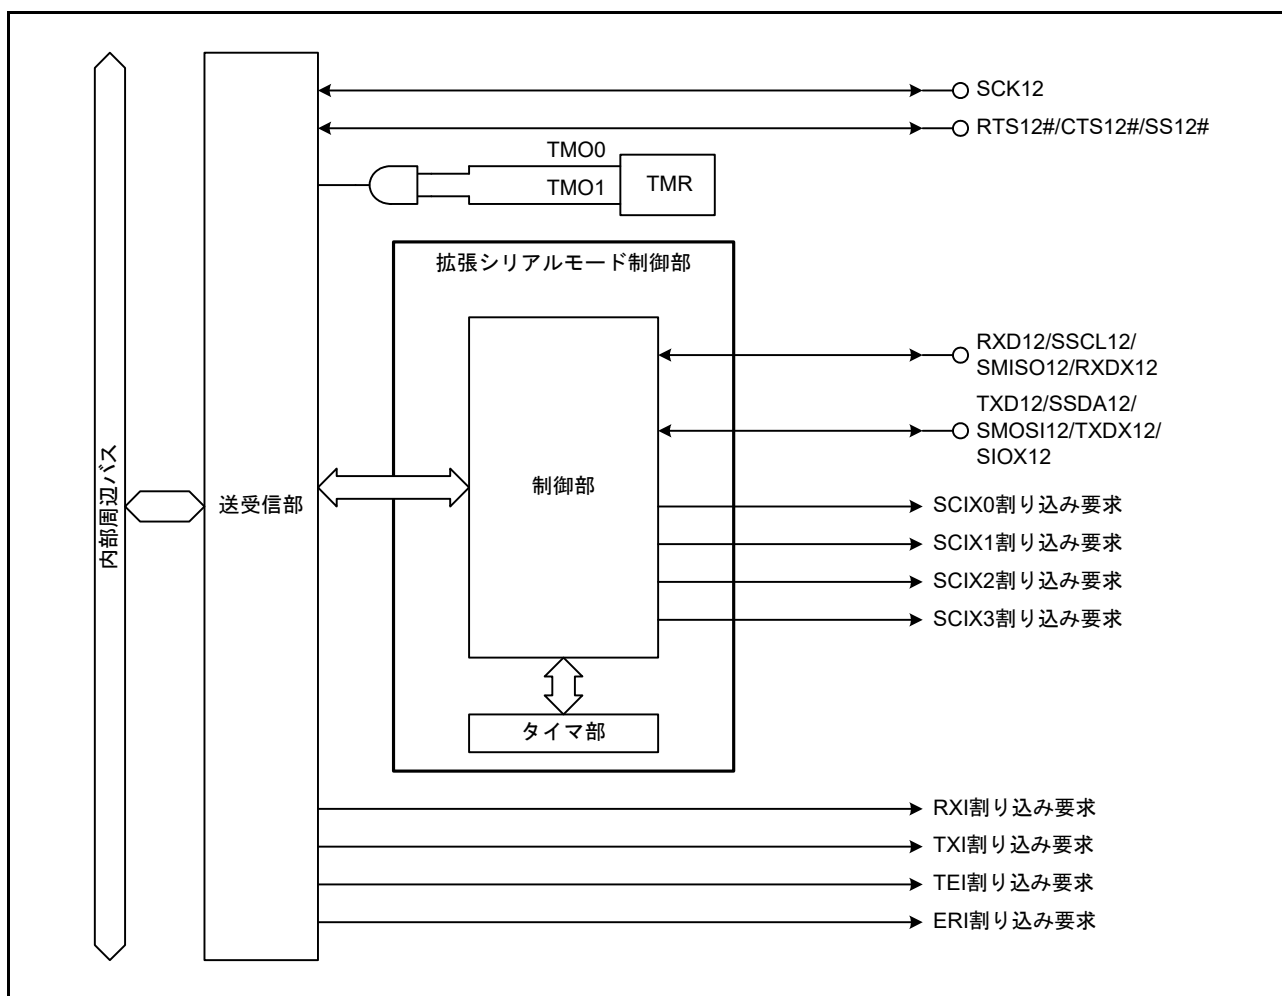 SCK12
RTS12#/CTS12#/SS12#
TMO0
TMO1
TMR
拡張シリアルモード制御部
RXD12/SSCL12/
SMISO12/RXDX12
TXD12/SSDA12/
SMOSI12/TXDX12/
SIOX12
内部周辺バス
送受信部
制御部
SCIX0割り込み要求
SCIX1割り込み要求
SCIX2割り込み要求
SCIX3割り込み要求
タイマ部
RXI割り込み要求
TXI割り込み要求
TEI割り込み要求
ERI割り込み要求